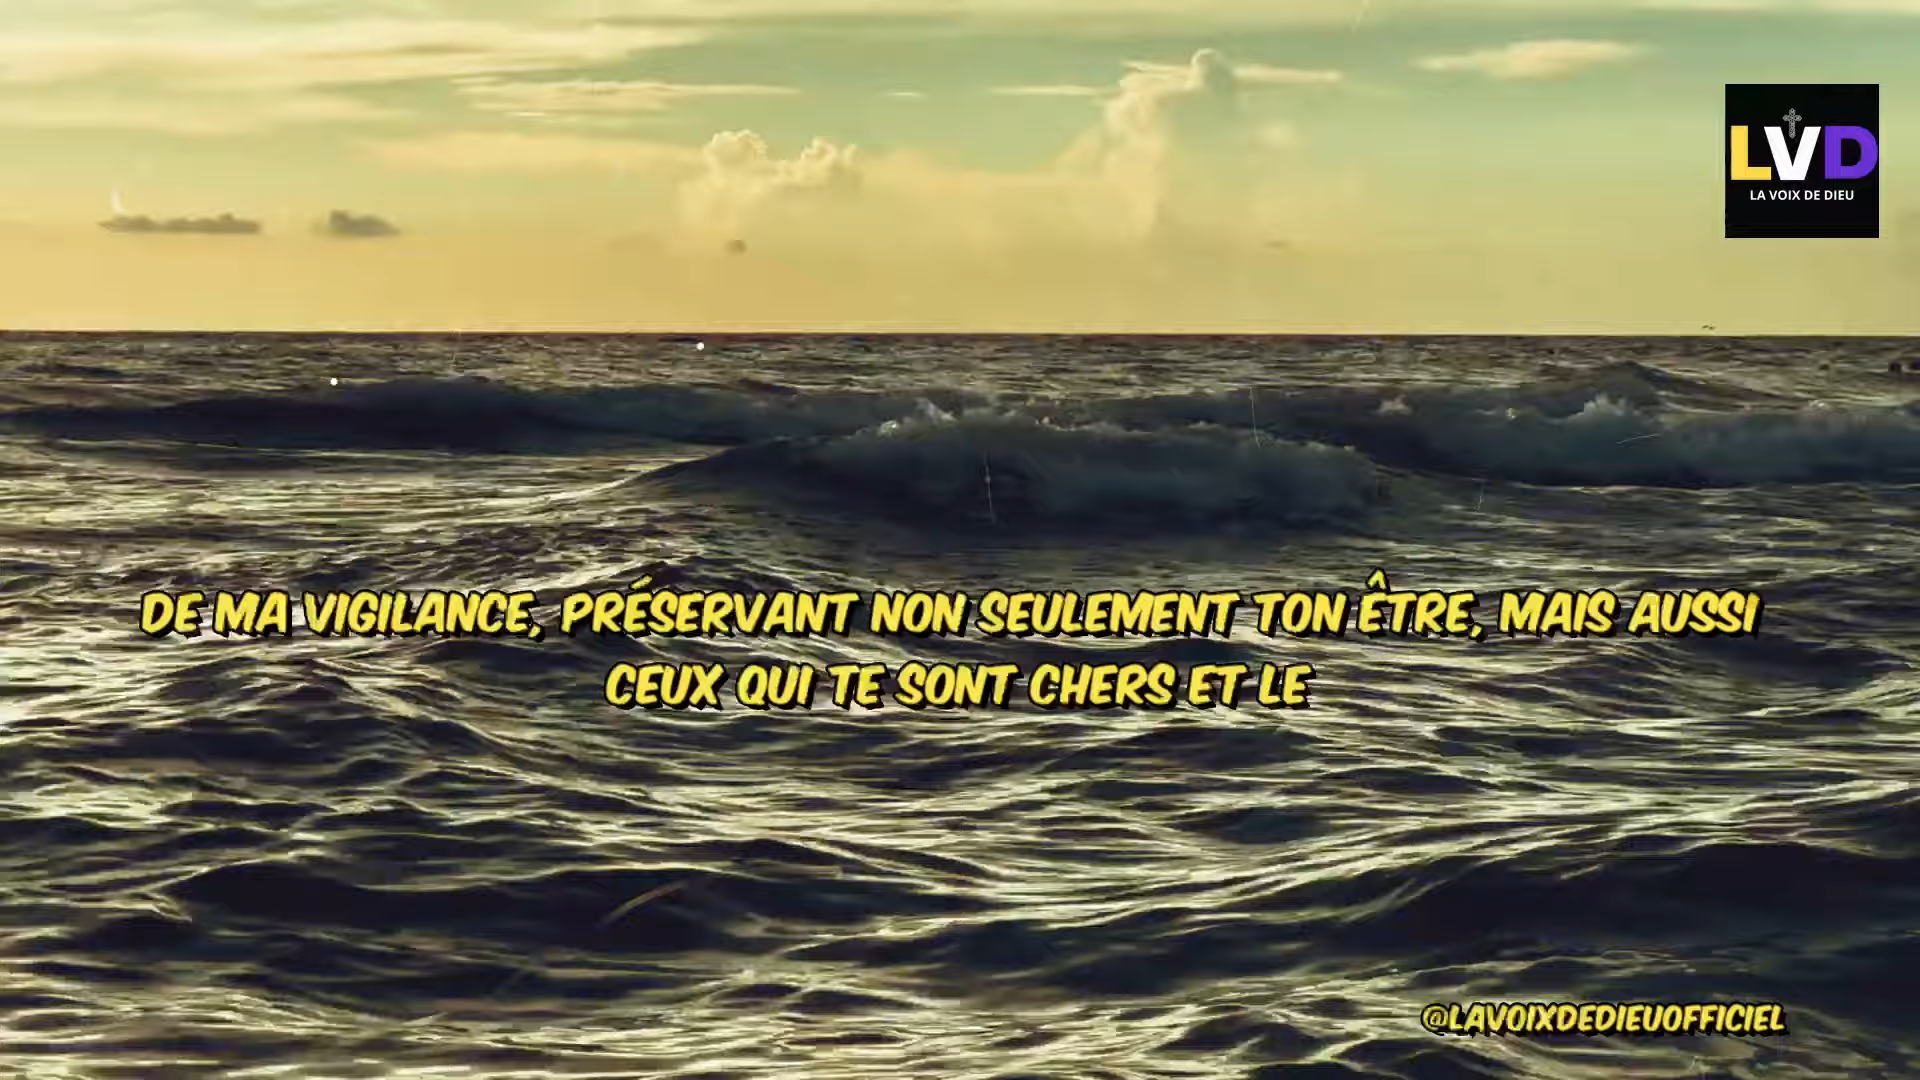 LVD
LA VOIX DE DIEU
DE MA VIGILANCE, PRÉSERVANT NON SEULEMENT TON ÊTRE, MAIS AUSSI
CEUX QUI TE SONT CHERS ET LE
@LAVOIXDEDIEUOFFICIEL